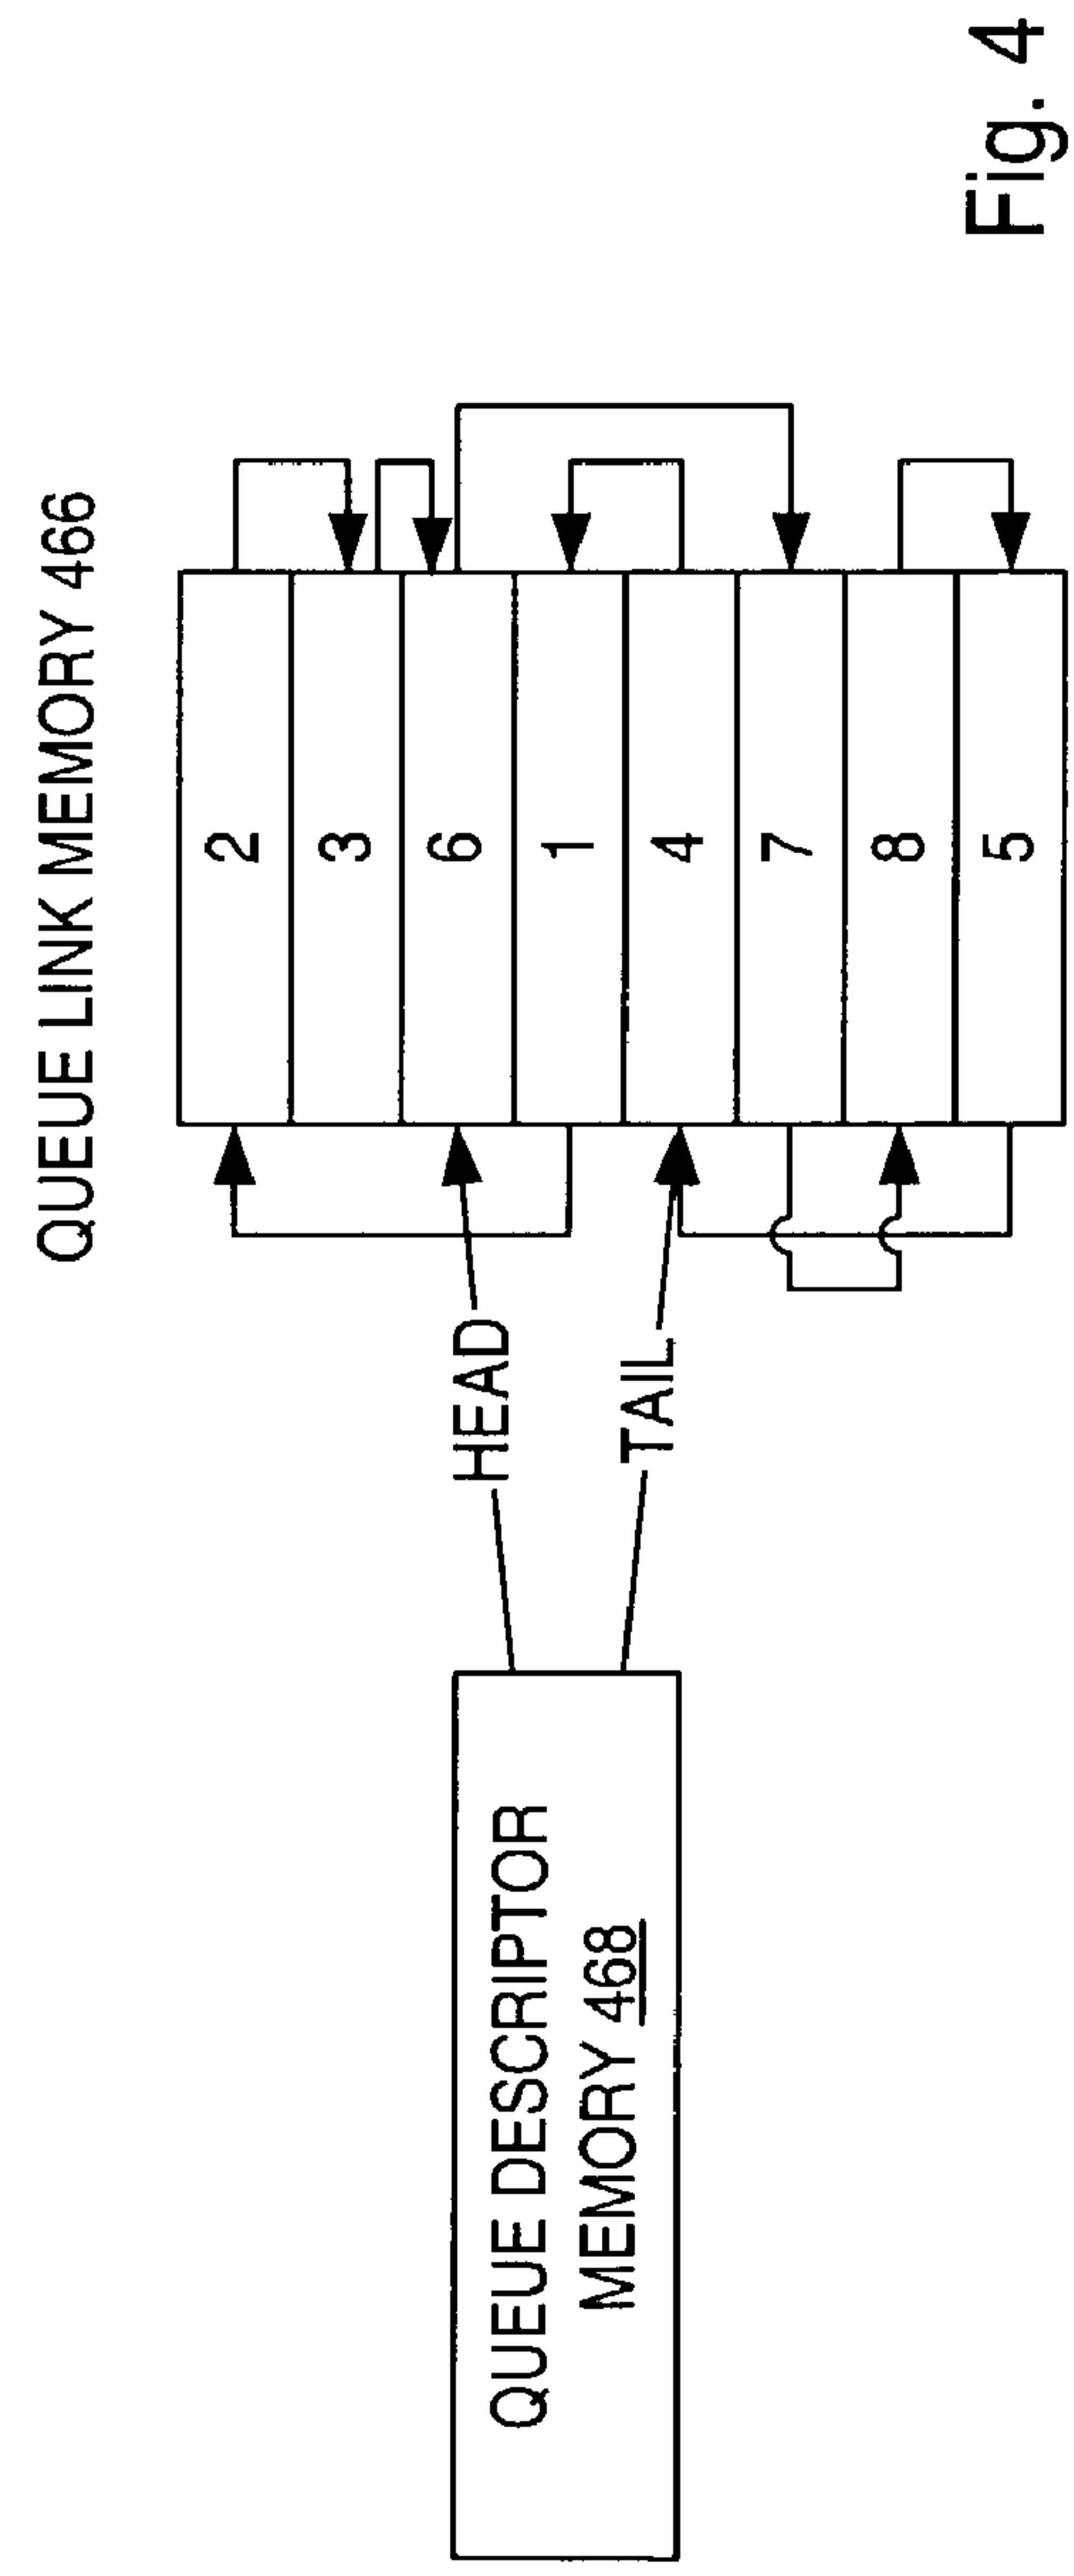 QUEUE LINK MEMORY 466
2
3
6
1
4
7
8
5
HEAD
TAIL
QUEUE DESCRIPTOR
MEMORY 468
Fig. 4